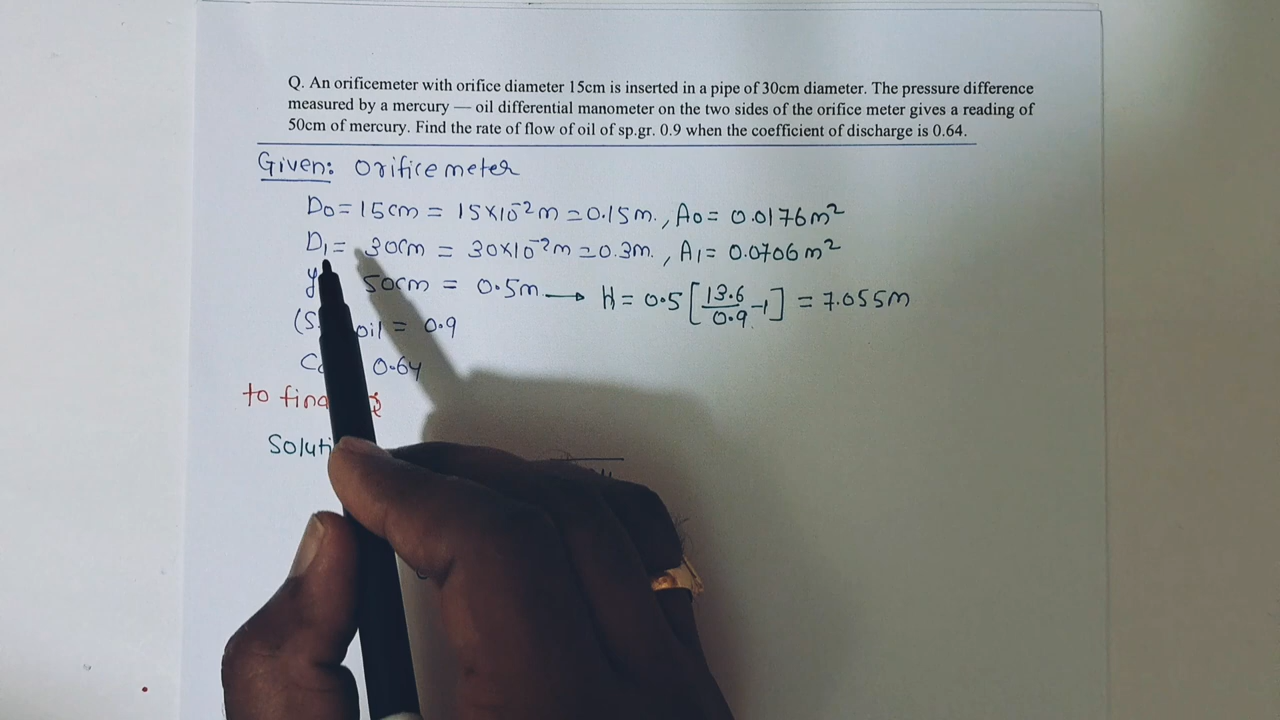 Q. An orificemeter with orifice diameter 15cm is inserted in a pipe of 30cm diameter. The pressure difference
measured by a mercury — oil differential manometer on the two sides of the orifice meter gives a reading of
50cm of mercury. Find the rate of flow of oil of sp.gr. 0.9 when the coefficient of discharge is 0.64.
Given: Orificemeter
D0 = 15cm = 15×10⁻²m = 0.15m., A0 = 0.0176m²
D1 = 30cm = 30×10⁻²m = 0.3m., A1 = 0.0706m²
50cm = 0.5m → H = 0.5[13.6/0.9 -1] = 7.055m
oil = 0.9
0.64
to